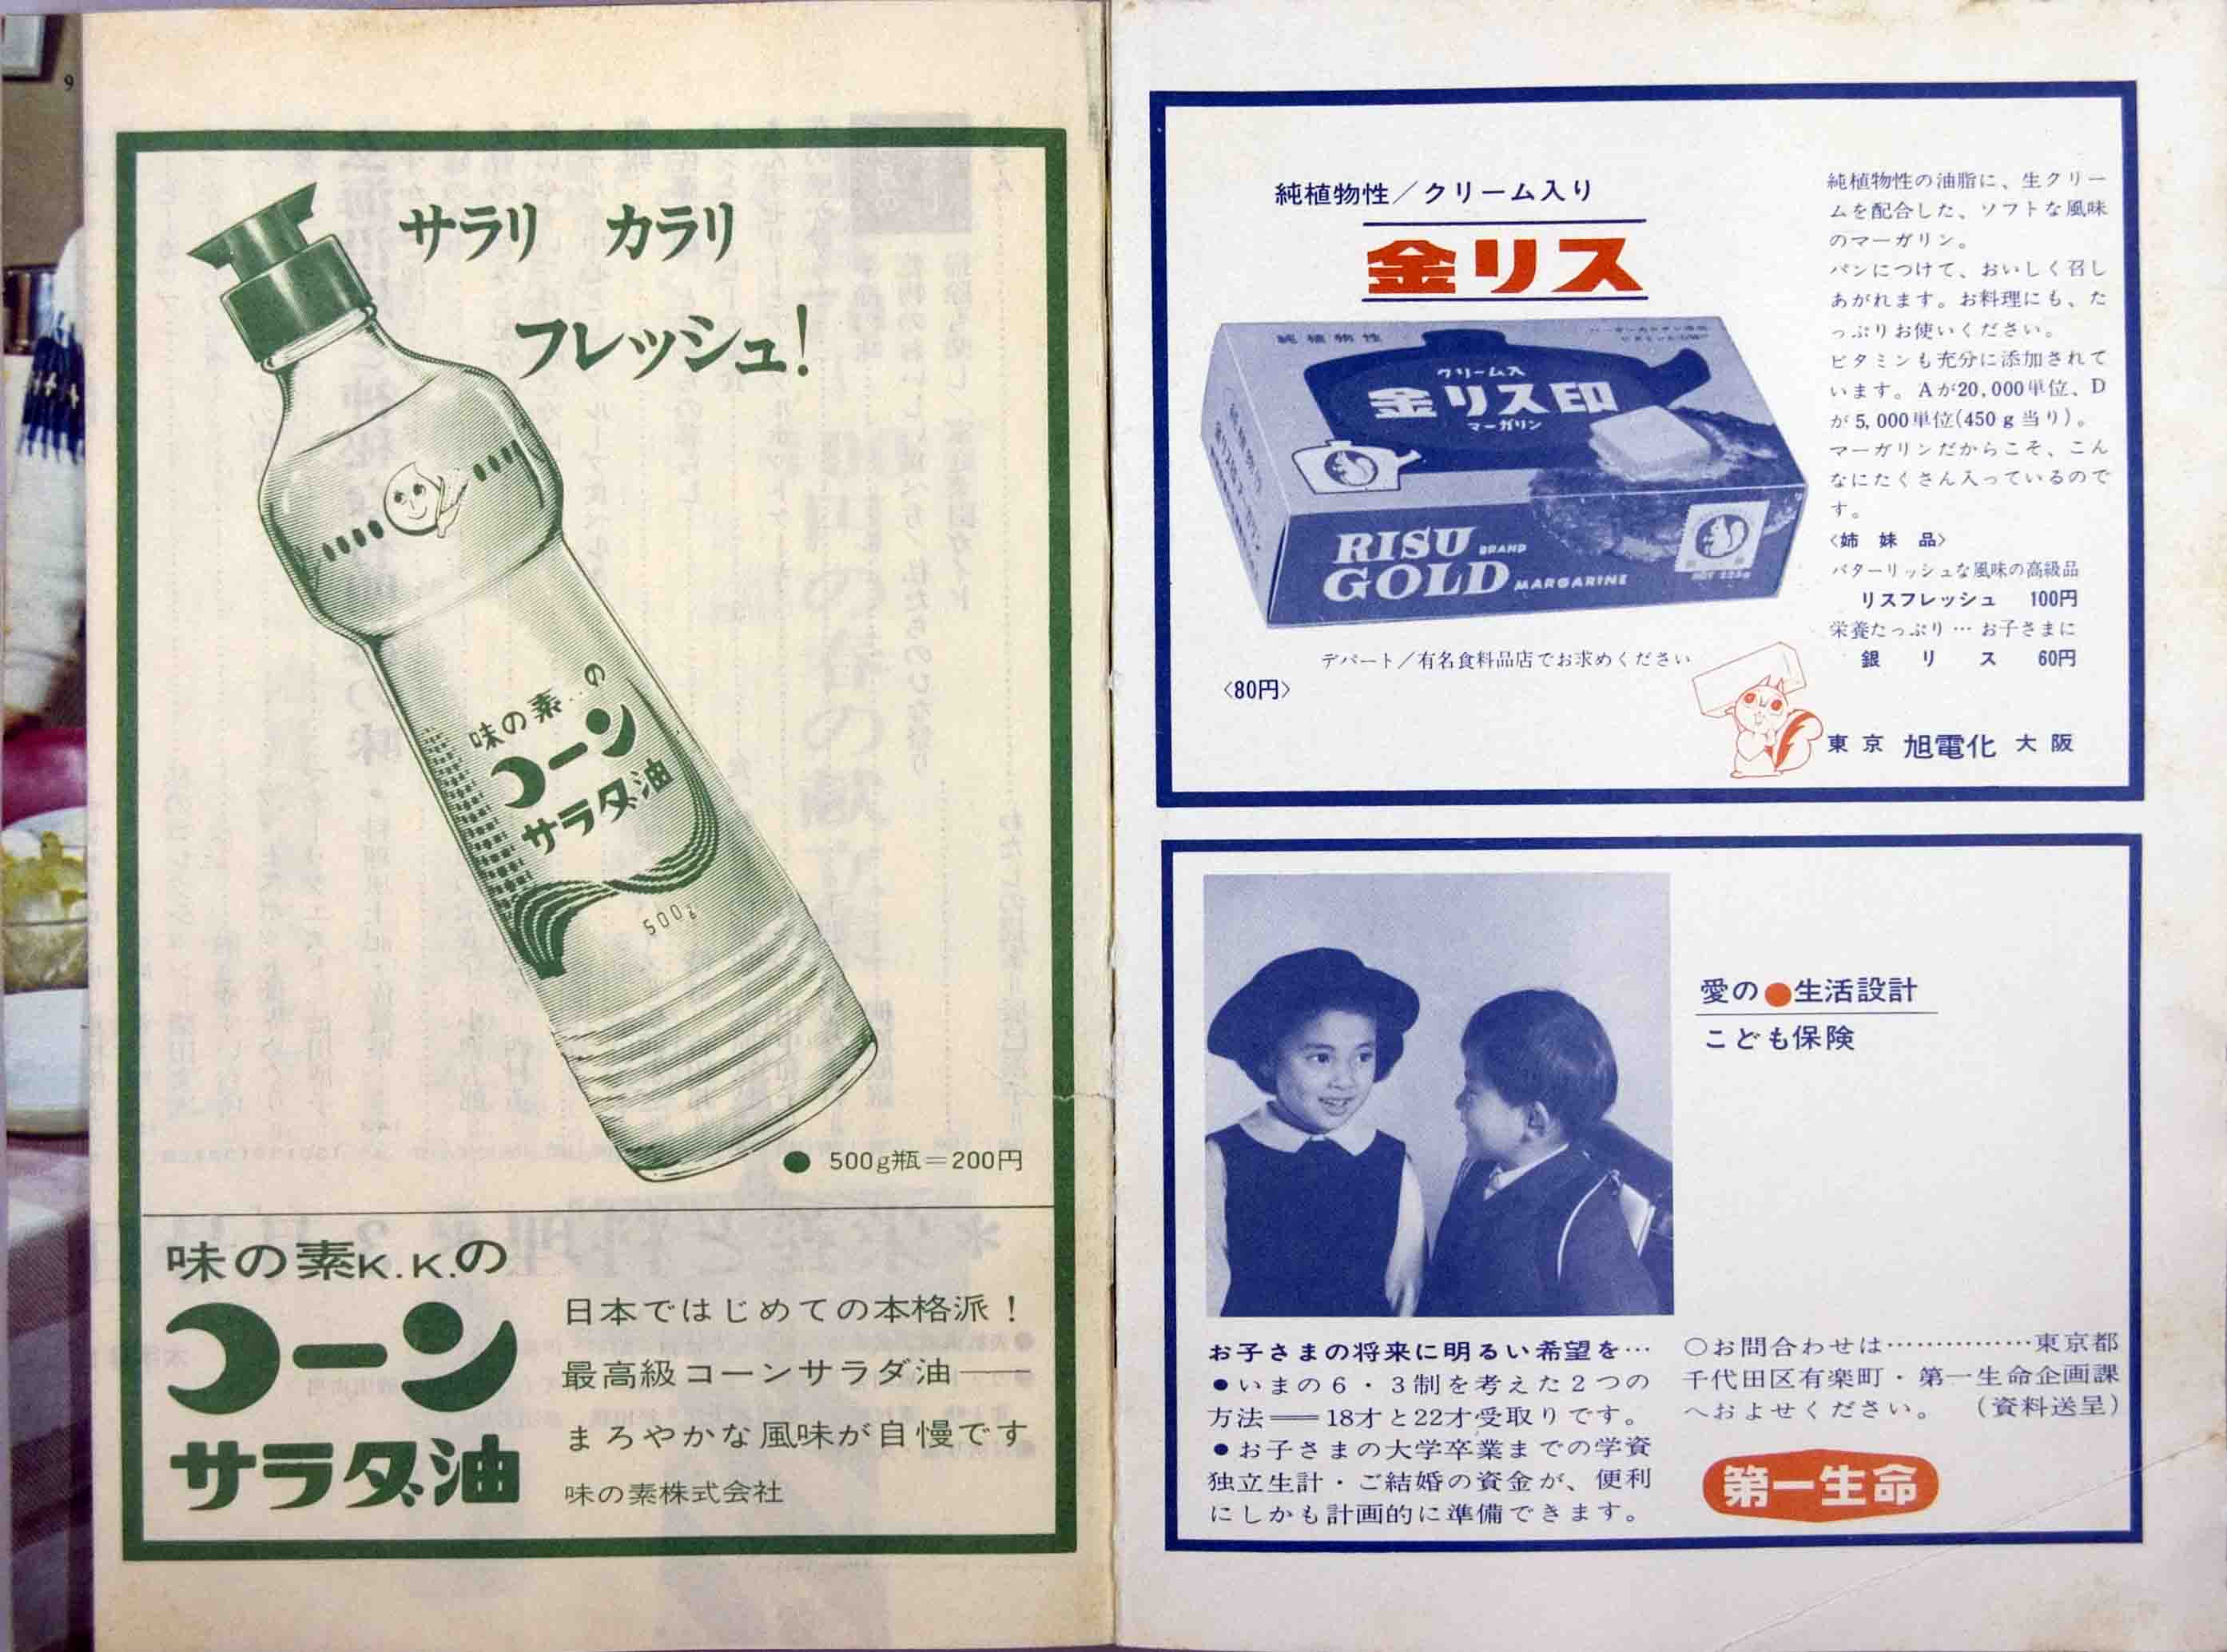 9
サラリ カラリ
フレッシュ!
味の素の
コーン
サラダ油
500g
● 500g瓶=200円
味の素K.K.の
コーン
サラダ油
日本ではじめての本格派!
最高級コーンサラダ油――
まろやかな風味が自慢です
味の素株式会社
純植物性/クリーム入り
金リス
純植物性
クリーム入
金リス印
マーガリン
RISU BRAND
GOLD MARGARINE
デパート/有名食料品店でお求めください
〈80円〉
純植物性の油脂に、生クリー
ムを配合した、ソフトな風味
のマーガリン。
パンにつけて、おいしく召し
あがれます。お料理にも、た
っぷりお使いください。
ビタミンも充分に添加されて
います。Aが20,000単位、D
が5,000単位(450g当り)。
マーガリンだからこそ、こん
なにたくさん入っているので
す。
〈姉妹品〉
バターリッシュな風味の高級品
リスフレッシュ 100円
栄養たっぷり…お子さまに
銀リス 60円
東京 旭電化 大阪
愛の●生活設計
こども保険
お子さまの将来に明るい希望を…
●いまの6・3制を考えた2つの
方法――18才と22才受取りです。
●お子さまの大学卒業までの学資
独立生計・ご結婚の資金が、便利
にしかも計画的に準備できます。
○お問合わせは……………東京都
千代田区有楽町・第一生命企画課
へおよせください。 (資料送呈)
第一生命